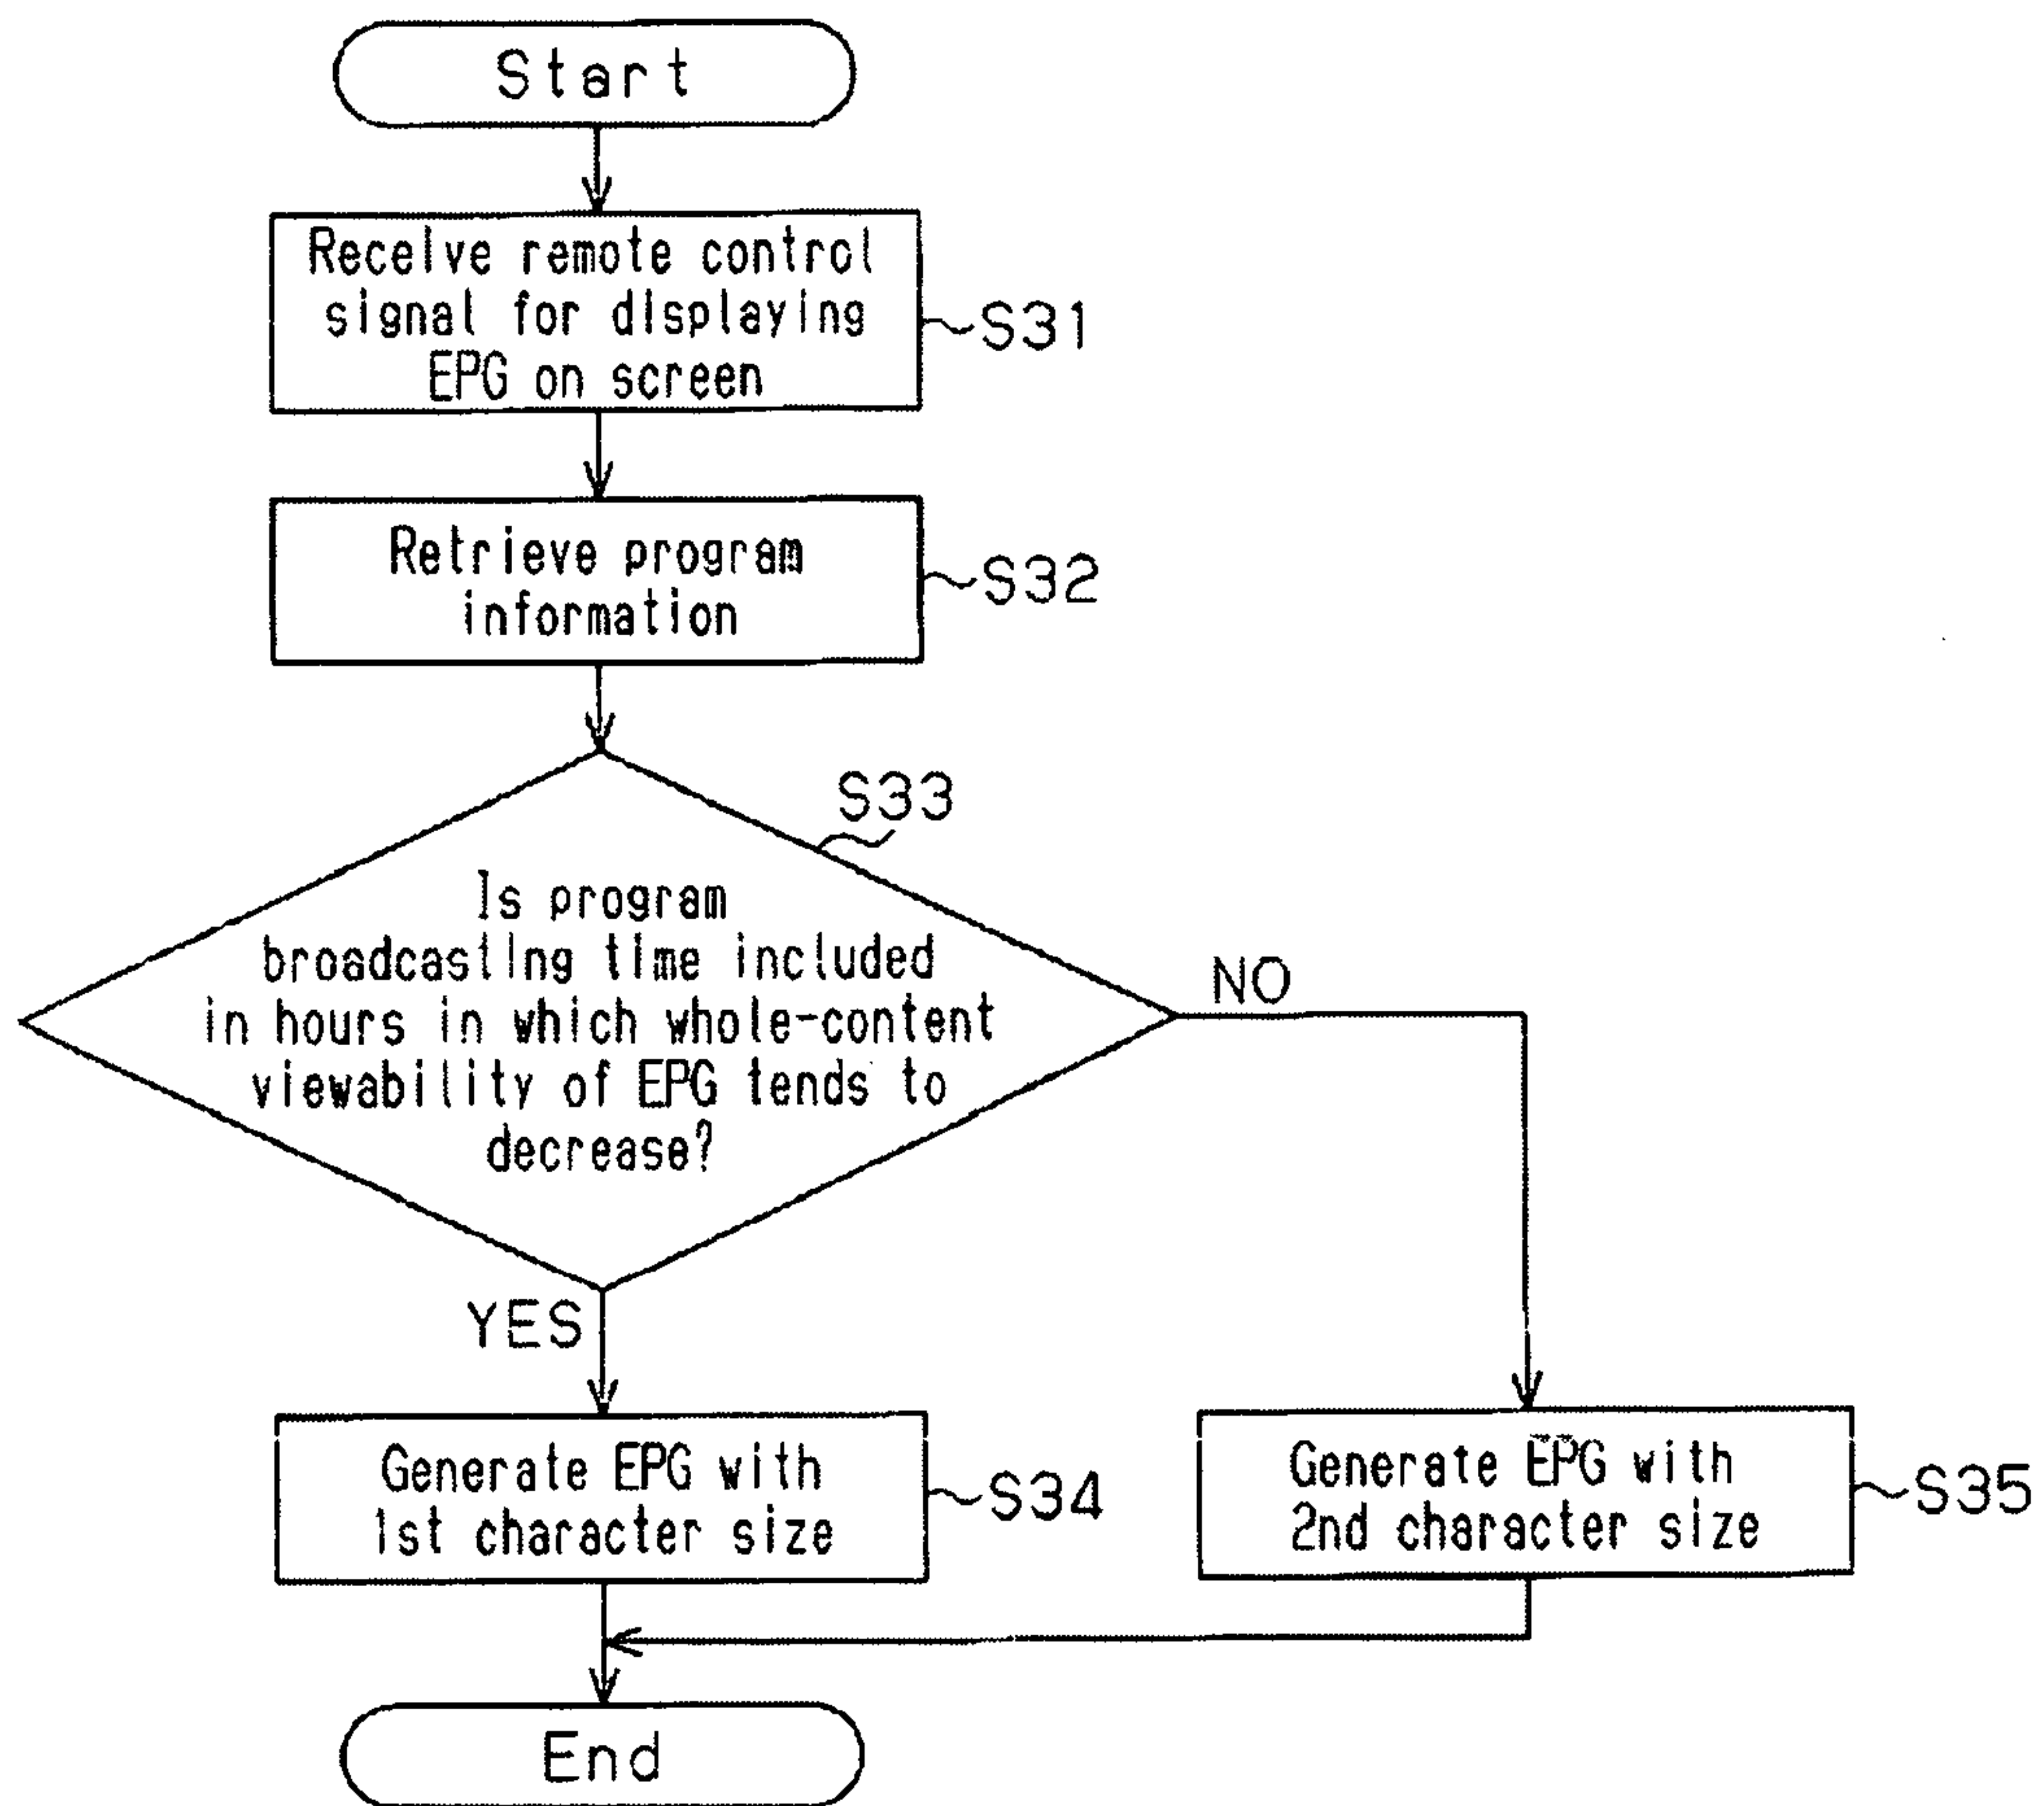 Start
Receive remote control
signal for displaying
EPG on screen
S31
Retrieve program
information
S32
S33
Is program
broadcasting time included
in hours in which whole-content
viewability of EPG tends to
decrease?
NO
YES
Generate EPG with
1st character size
S34
Generate EPG with
2nd character size
S35
End